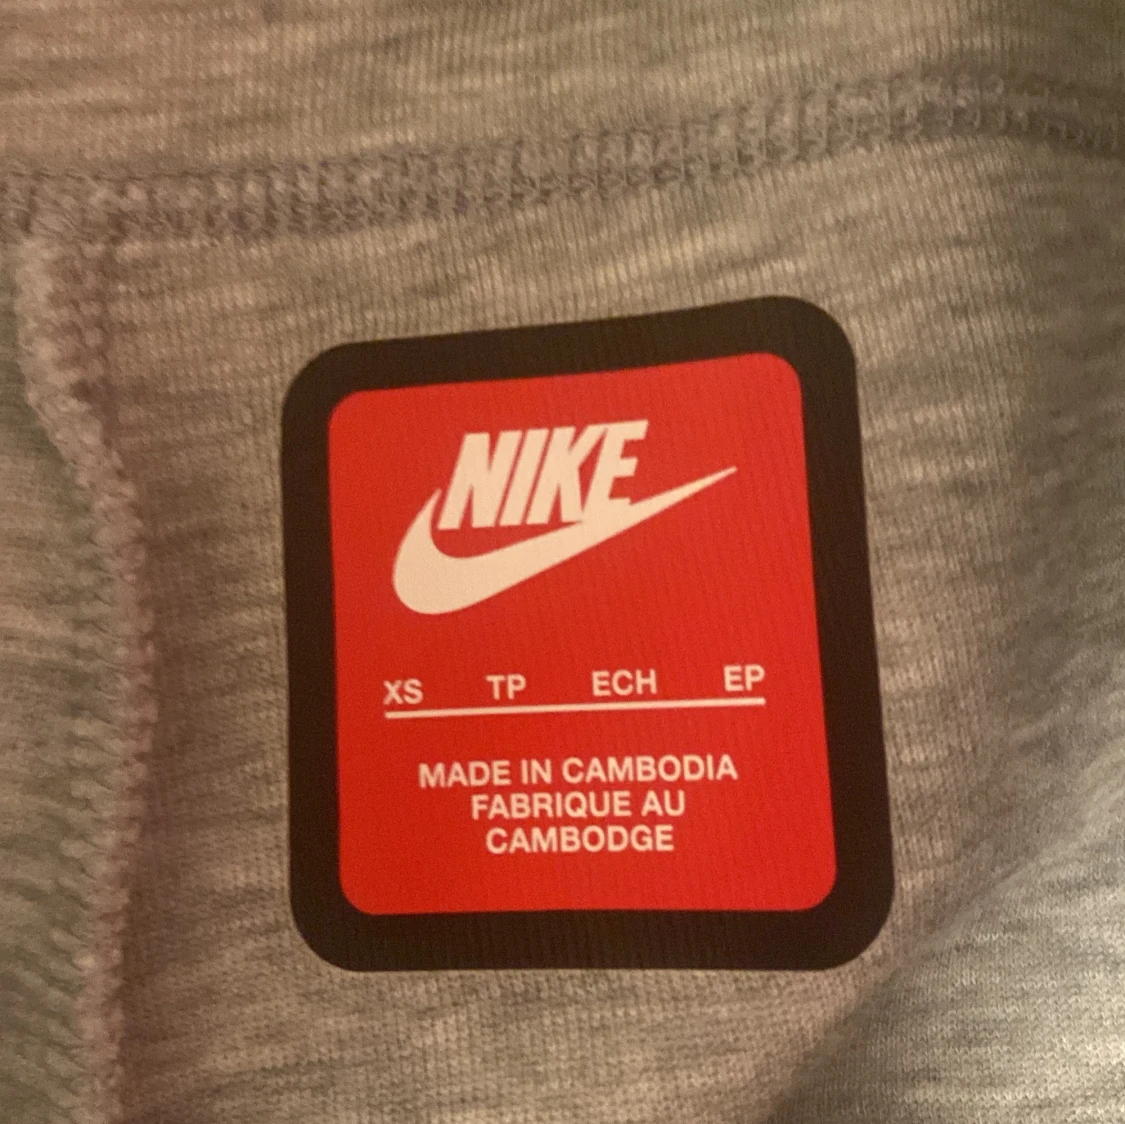 NIKE
XS TP ECH EP
MADE IN CAMBODIA
FABRIQUE AU
CAMBODGE